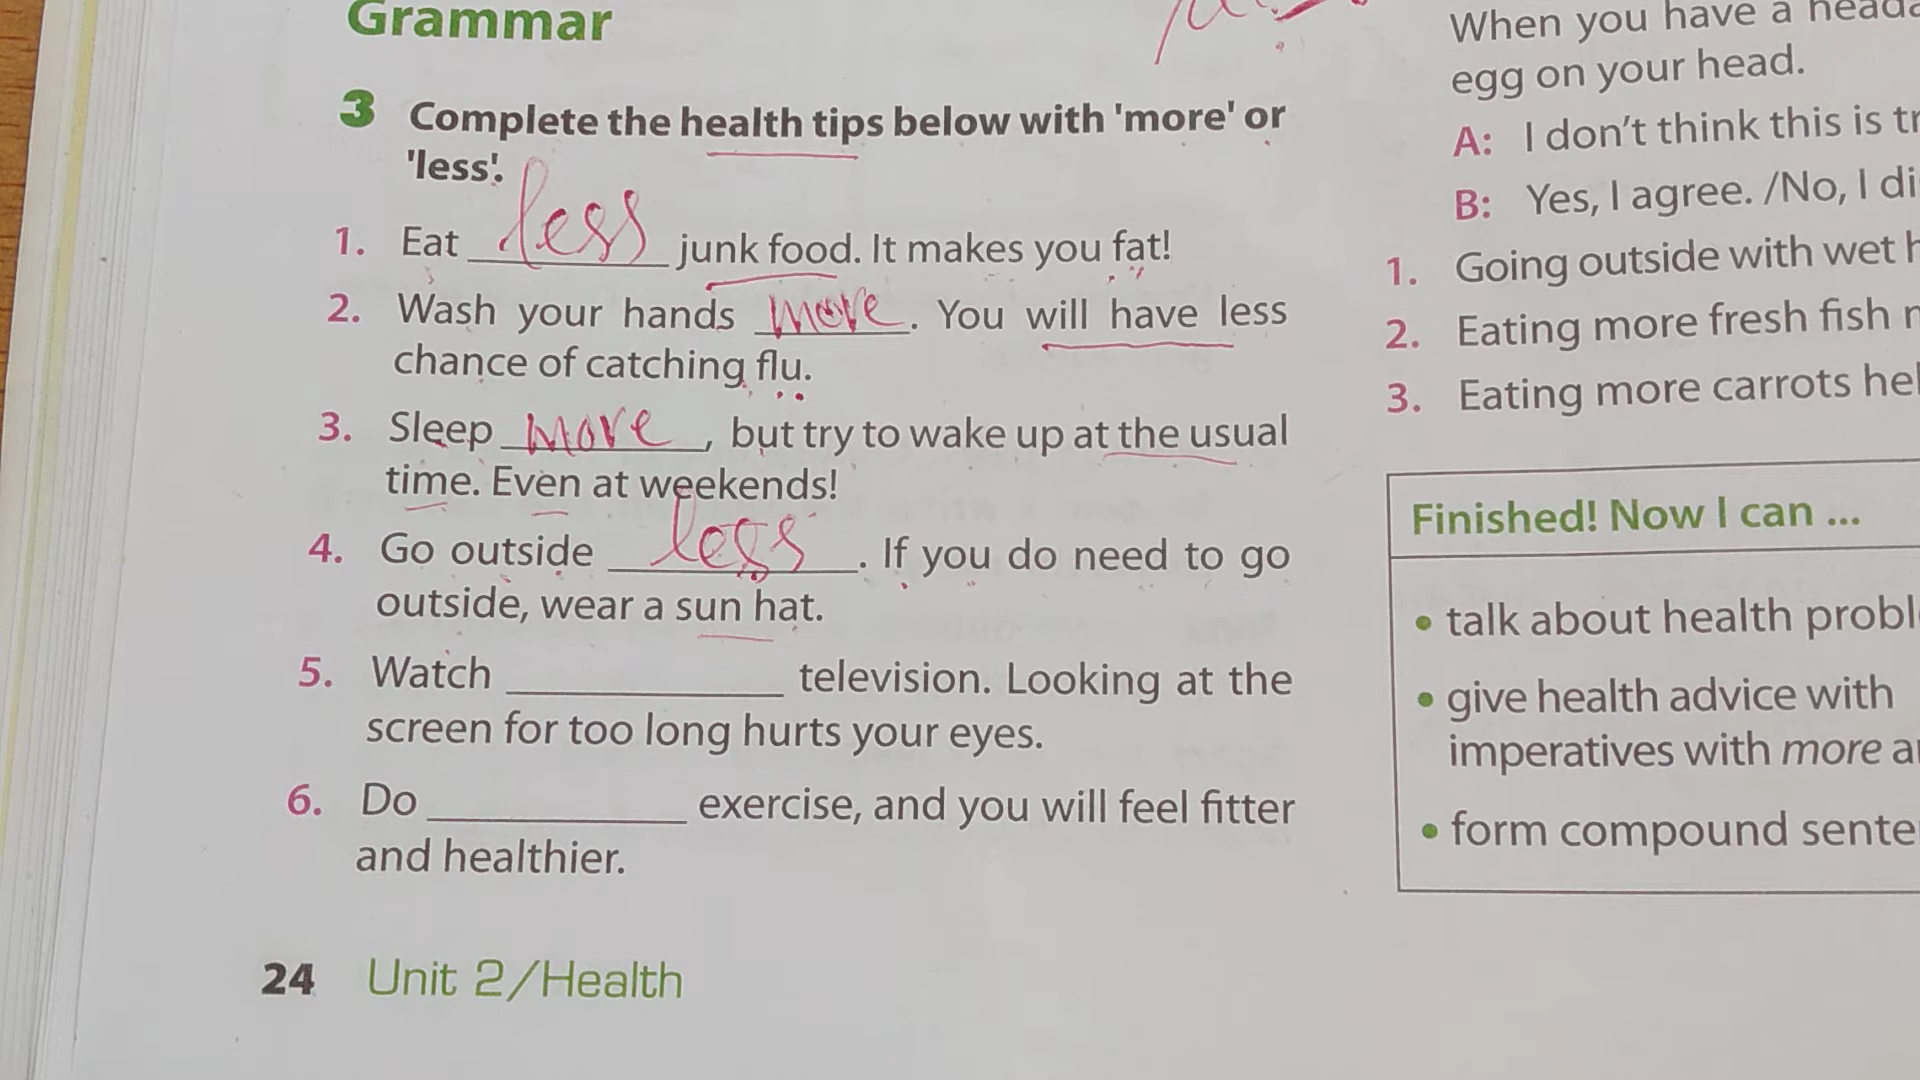 Grammar
3 Complete the health tips below with 'more' or
'less'.
1. Eat less junk food. It makes you fat!
2. Wash your hands more. You will have less
chance of catching flu.
3. Sleep more, but try to wake up at the usual
time. Even at weekends!
4. Go outside less. If you do need to go
outside, wear a sun hat.
5. Watch ____________ television. Looking at the
screen for too long hurts your eyes.
6. Do ____________ exercise, and you will feel fitter
and healthier.
24 Unit 2/Health
When you have a
egg on your head.
A: I don't think this is
B: Yes, I agree. /No, I
1. Going outside with wet
2. Eating more fresh fish
3. Eating more carrots
Finished! Now I can ...
• talk about health
• give health advice with
imperatives with more
• form compound